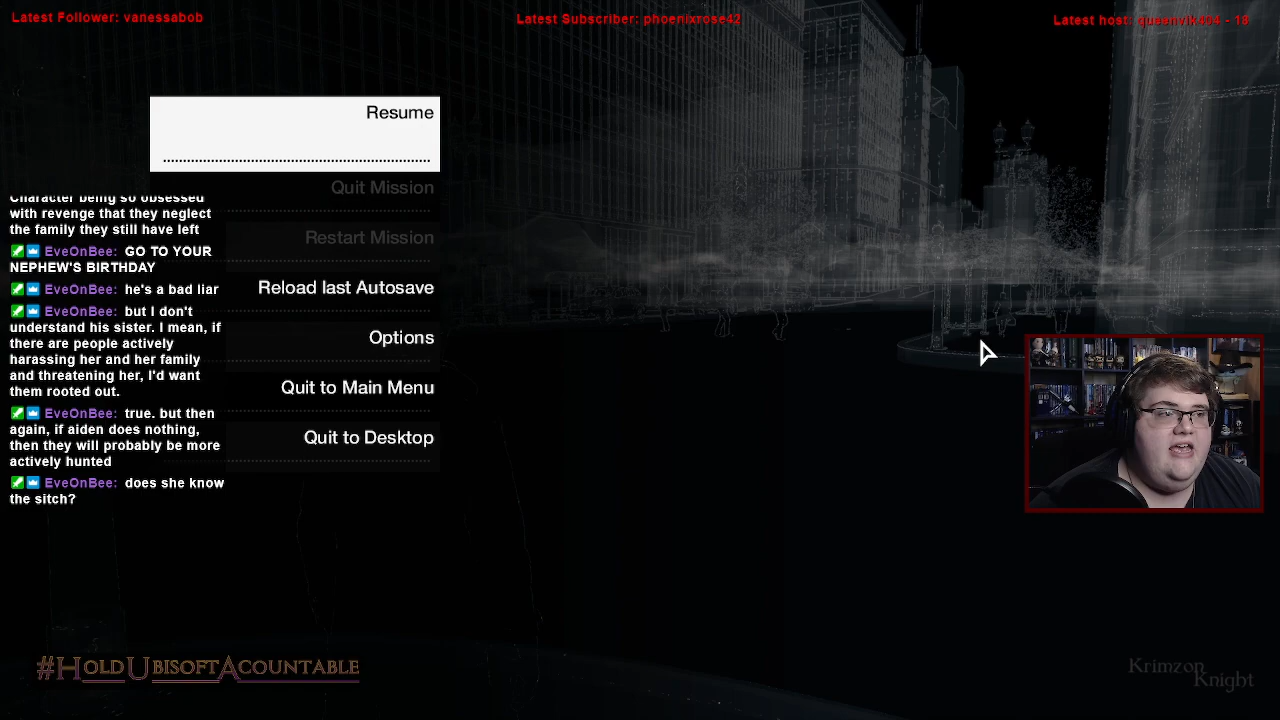 Latest Follower: vanessabob
Latest Subscriber: phoenixrose42
Latest host: queenvik404 - 18
Resume
Quit Mission
Restart Mission
Reload last Autosave
Options
Quit to Main Menu
Quit to Desktop
Character being so obsessed
with revenge that they neglect
the family they still have left
EveOnBee: GO TO YOUR
NEPHEW'S BIRTHDAY
EveOnBee: he's a bad liar
EveOnBee: but I don't
understand his sister. I mean, if
there are people actively
harassing her and her family
and threatening her, I'd want
them rooted out.
EveOnBee: true. but then
again, if aiden does nothing,
then they will probably be more
actively hunted
EveOnBee: does she know
the sitch?
#HoldUbisoftAcountable
Krimzon
Knight